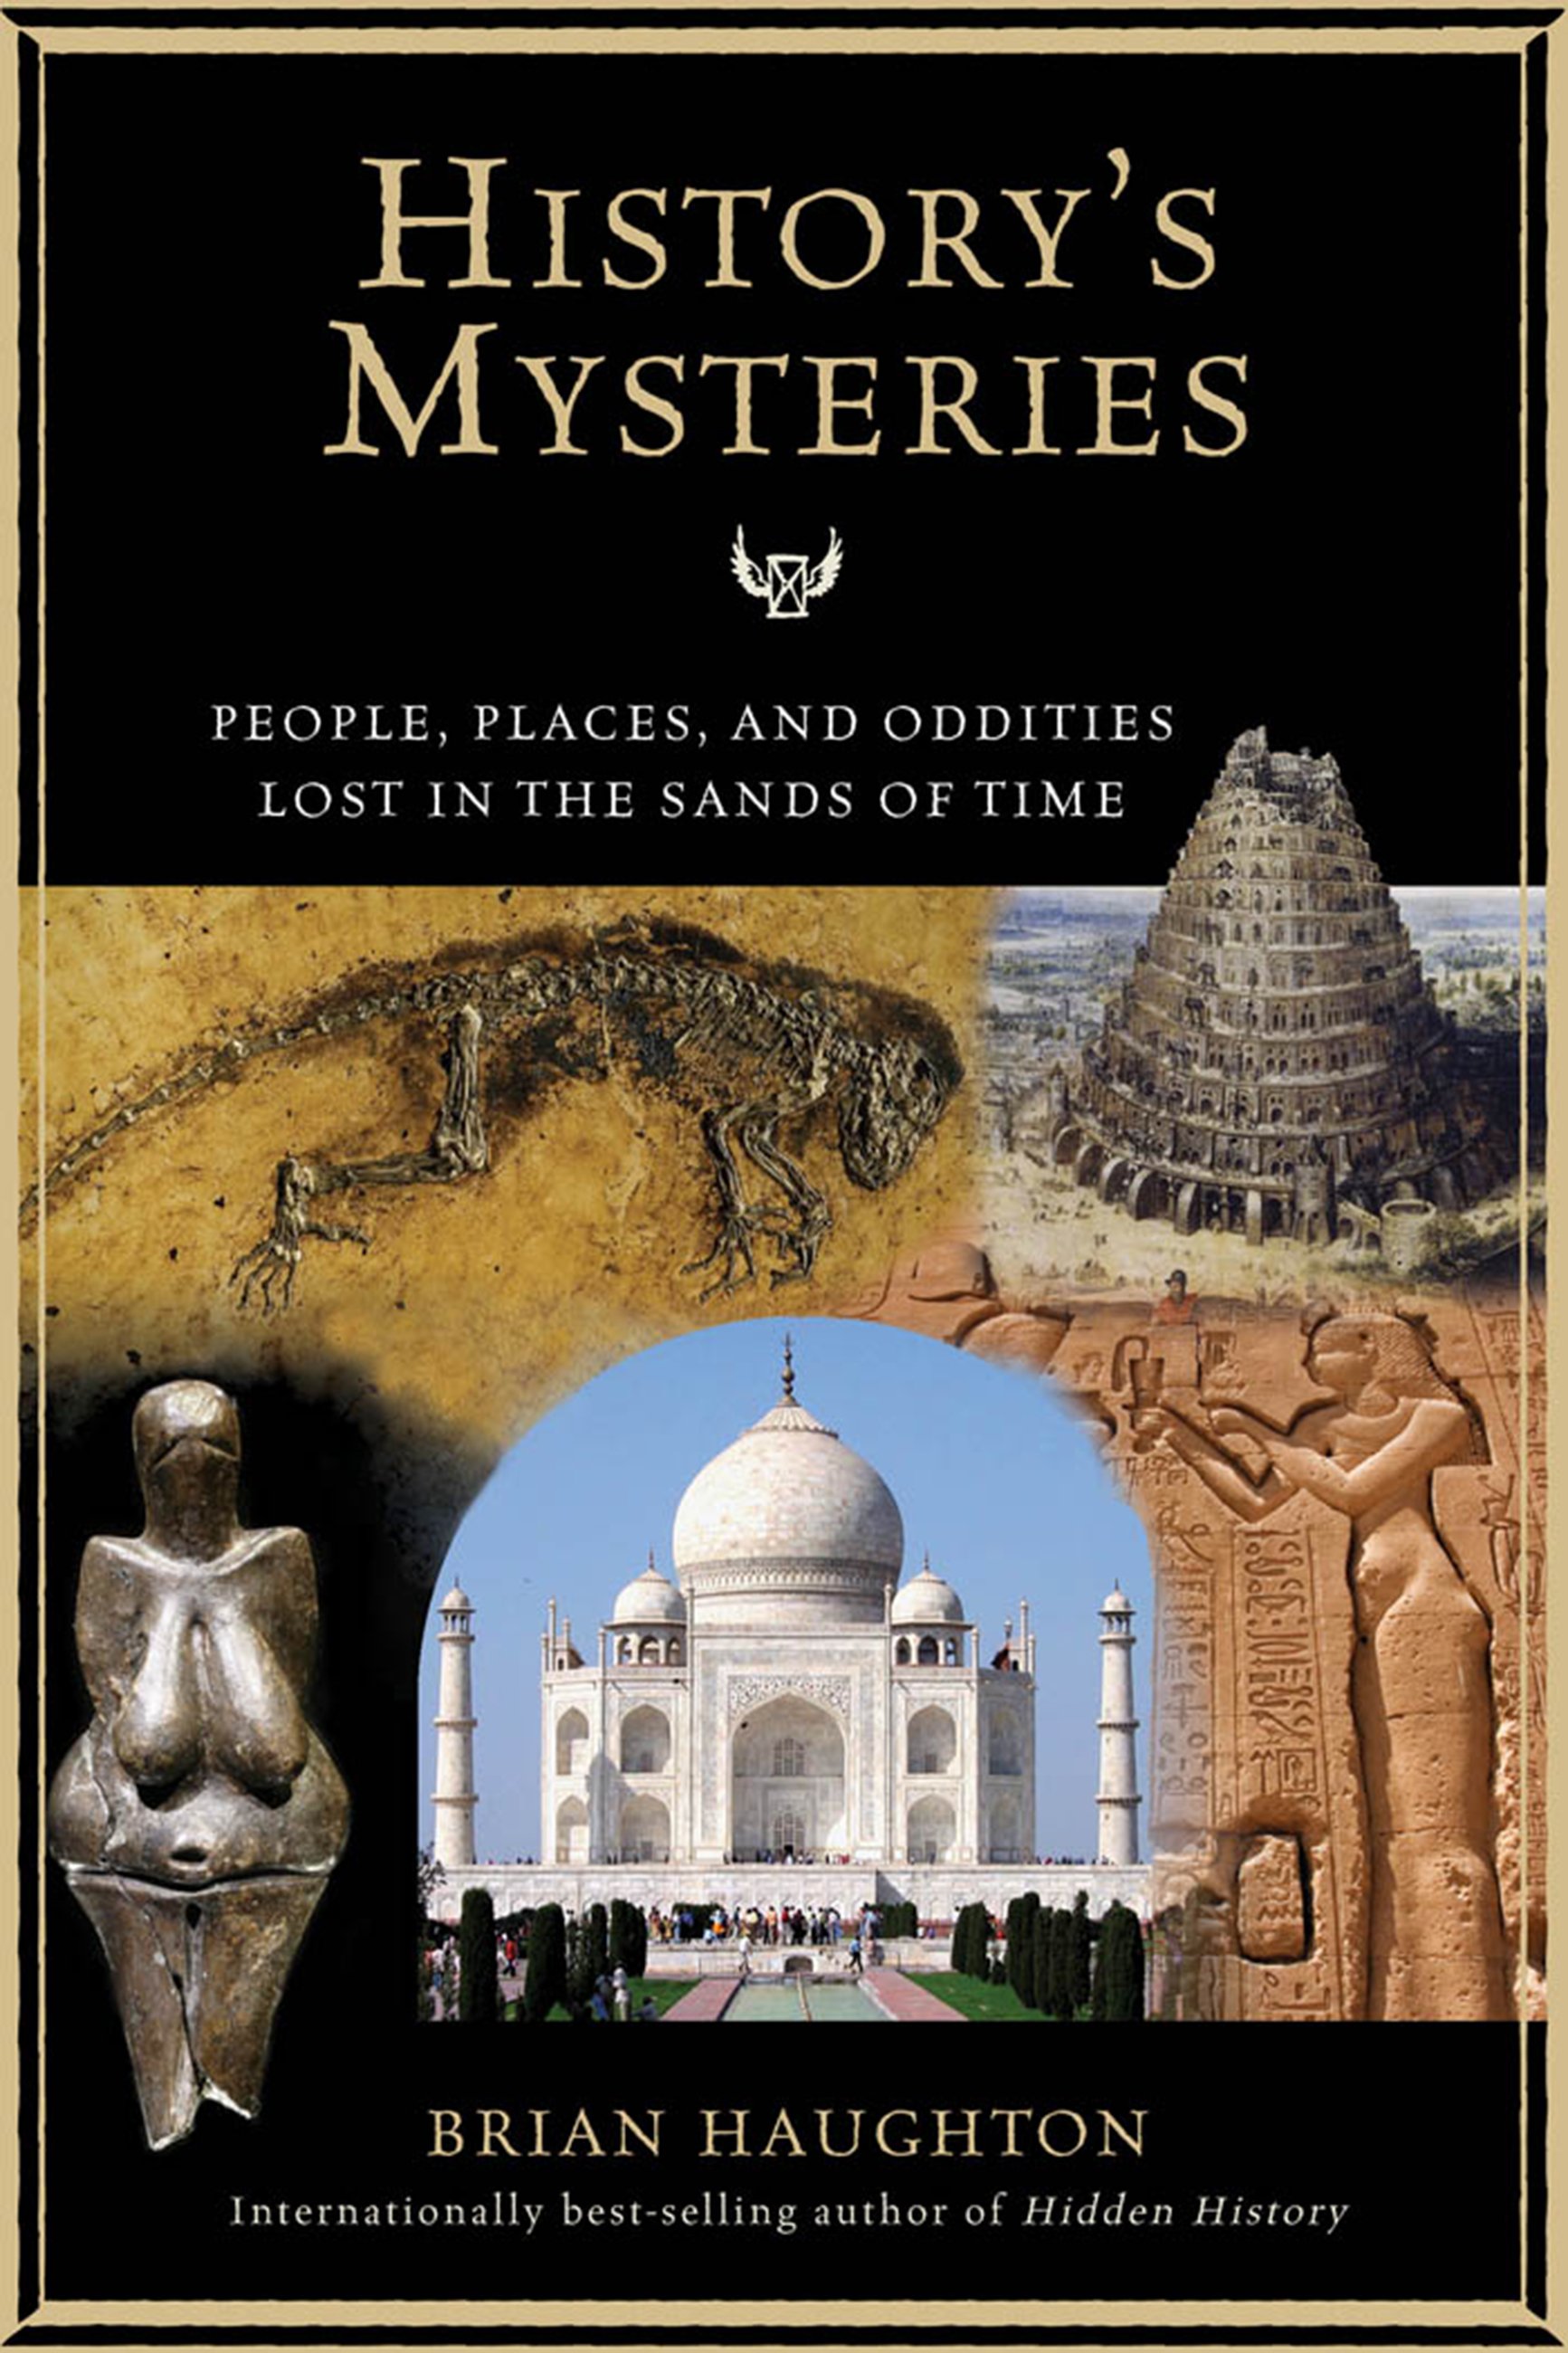 HISTORY'S
MYSTERIES
PEOPLE, PLACES, AND ODDITIES
LOST IN THE SANDS OF TIME
BRIAN HAUGHTON
Internationally best-selling author of Hidden History